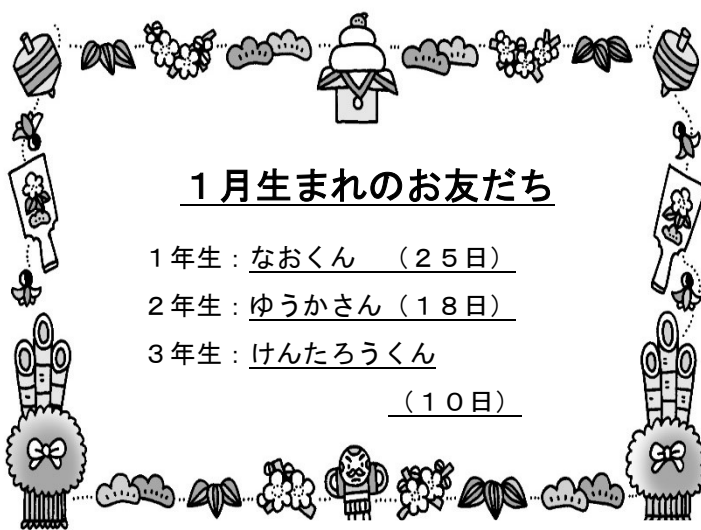 １月生まれのお友だち
１年生：なおくん　（２５日）
２年生：ゆうかさん（１８日）
３年生：けんたろうくん
（１０日）